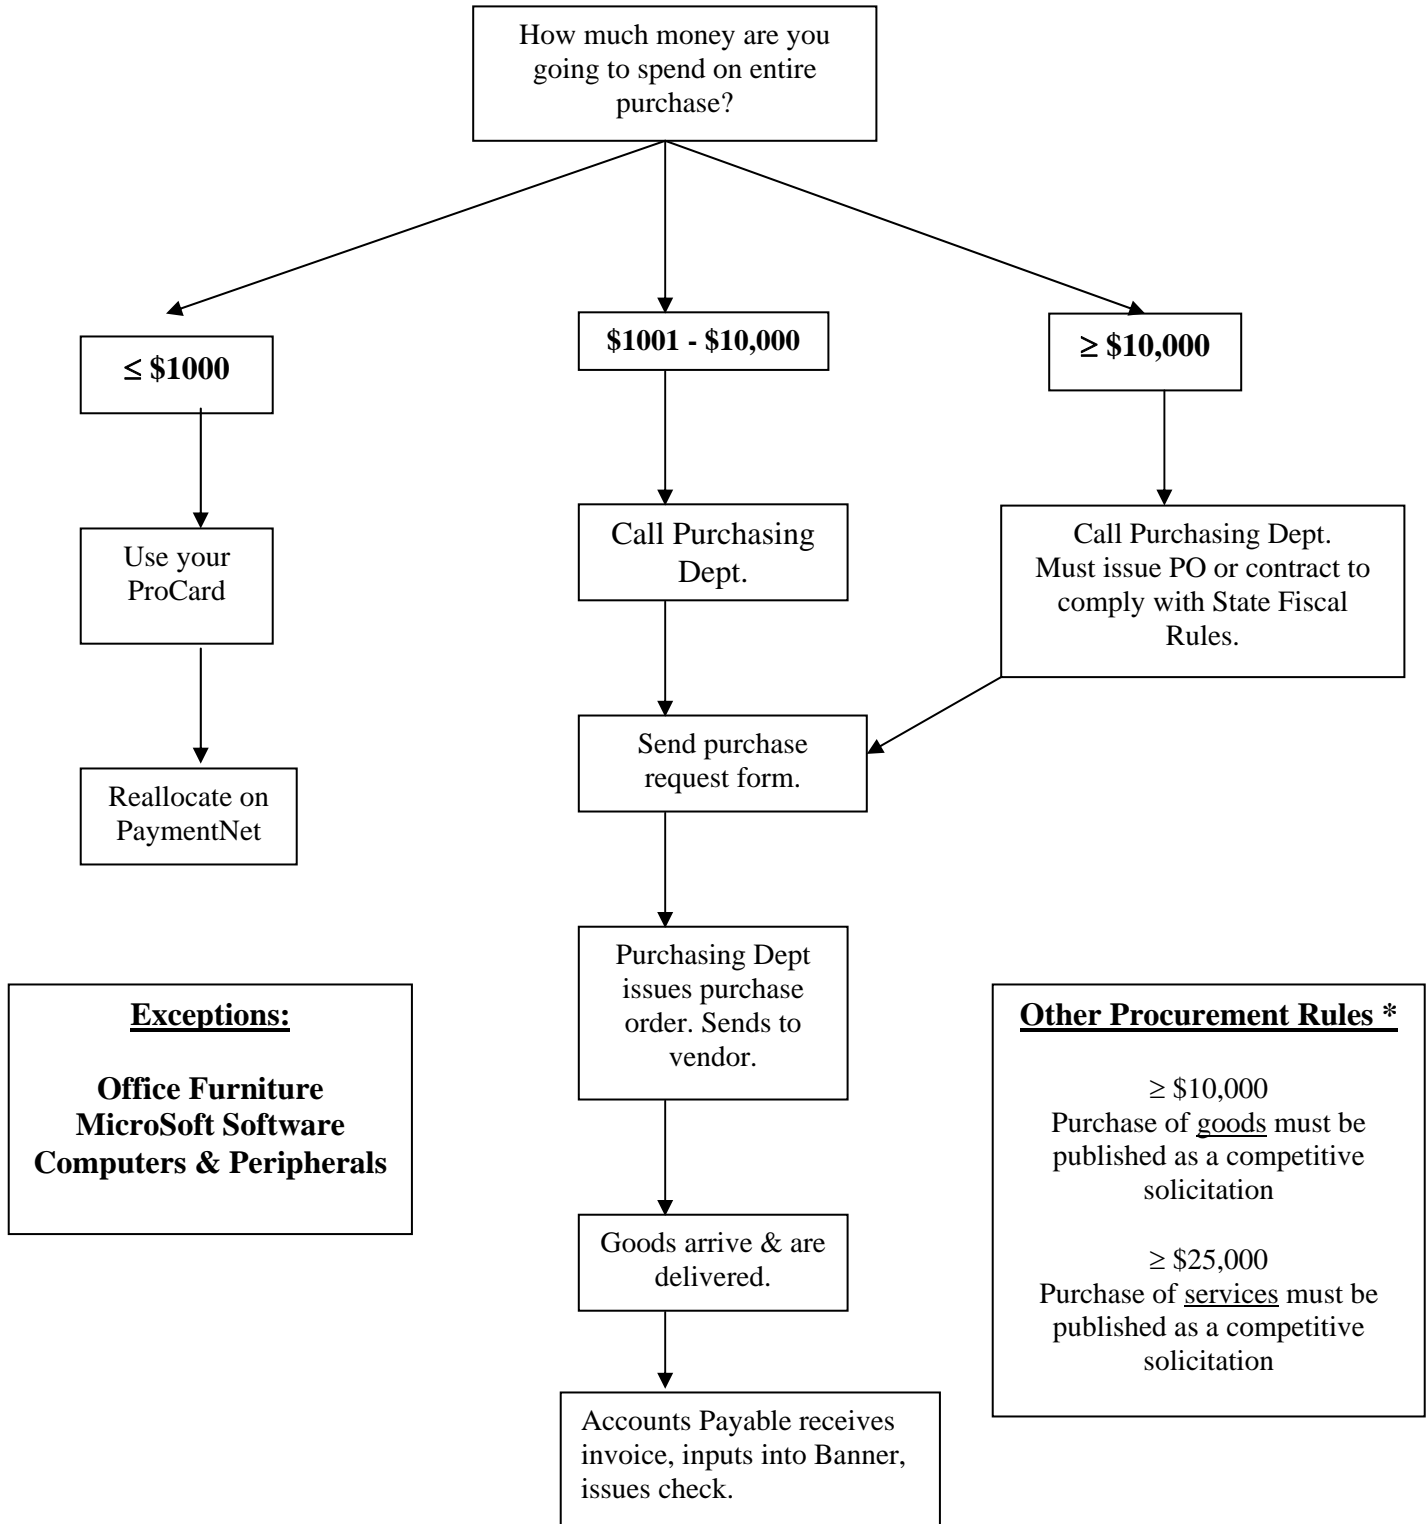 How much money are you
going to spend on entire
purchase?
≤ $1000
$1001 - $10,000
≥ $10,000
Use your
ProCard
Call Purchasing
Dept.
Call Purchasing Dept.
Must issue PO or contract to
comply with State Fiscal
Rules.
Reallocate on
PaymentNet
Send purchase
request form.
Purchasing Dept
issues purchase
order. Sends to
vendor.
Exceptions:
Office Furniture
MicroSoft Software
Computers & Peripherals
Other Procurement Rules *
≥ $10,000
Purchase of goods must be
published as a competitive
solicitation
≥ $25,000
Purchase of services must be
published as a competitive
solicitation
Goods arrive & are
delivered.
Accounts Payable receives
invoice, inputs into Banner,
issues check.